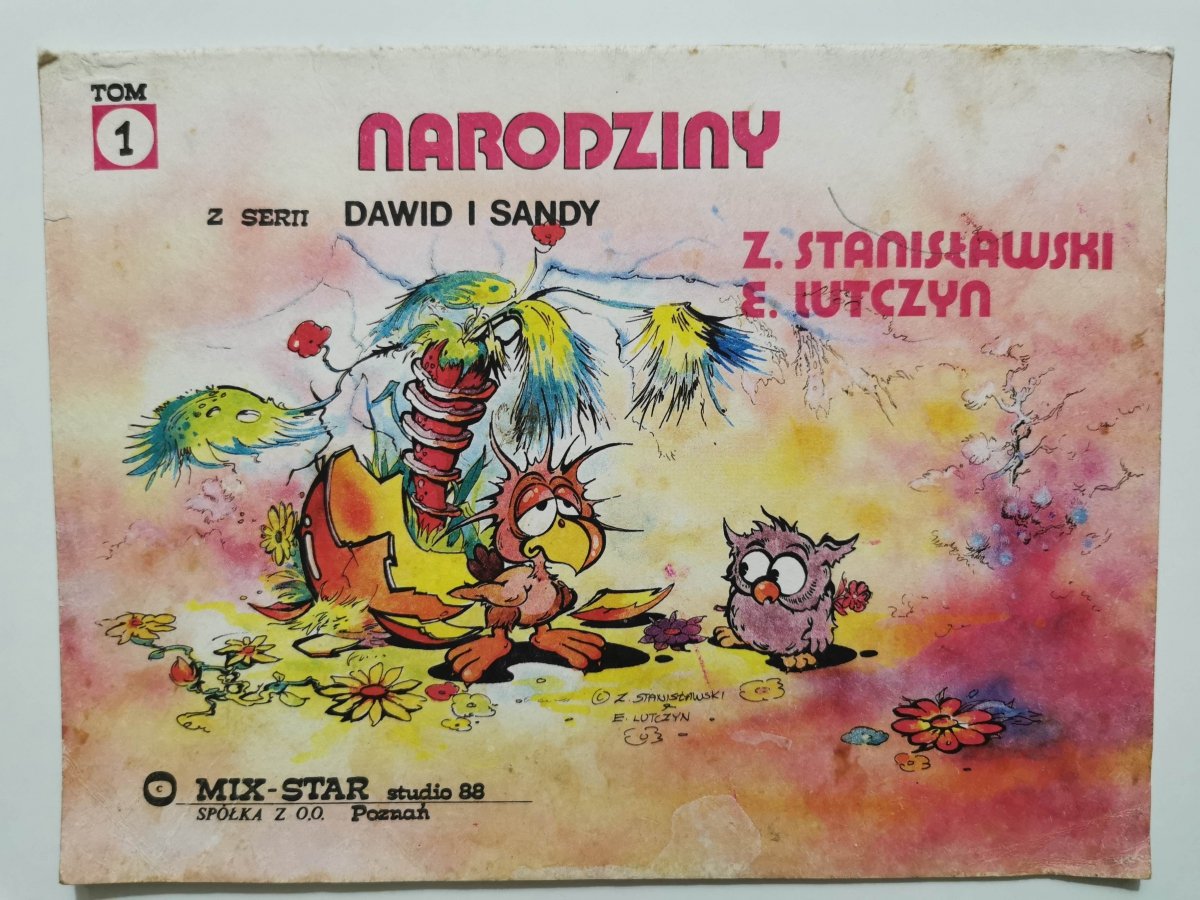 TOM
1
NARODZINY
Z SERII DAWID I SANDY
Z. STANISŁAWSKI
E. LUTCZYN
© Z. STANISŁAWSKI
&
E. LUTCZYN
C MIX-STAR studio 88
SPÓŁKA Z O.O. Poznań